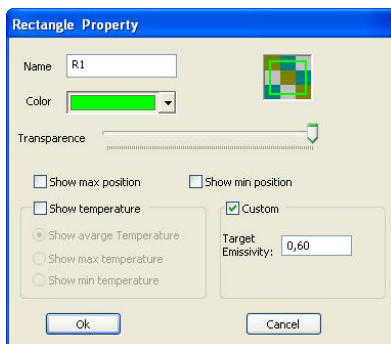 Rectangle Property
Name R1
Color
Transparence
Show max position Show min position
Show temperature Custom
Show avarge Temperature
Target Emissivity: 0,60
Show max temperature
Show min temperature
Ok Cancel